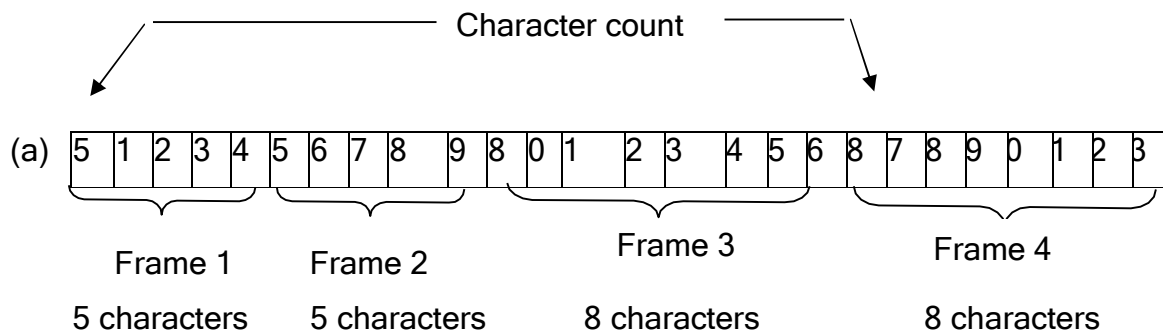 Character count
(a) 5 1 2 3 4 5 6 7 8 9 8 0 1 2 3 4 5 6 8 7 8 9 0 1 2 3
Frame 1 Frame 2 Frame 3 Frame 4
5 characters 5 characters 8 characters 8 characters